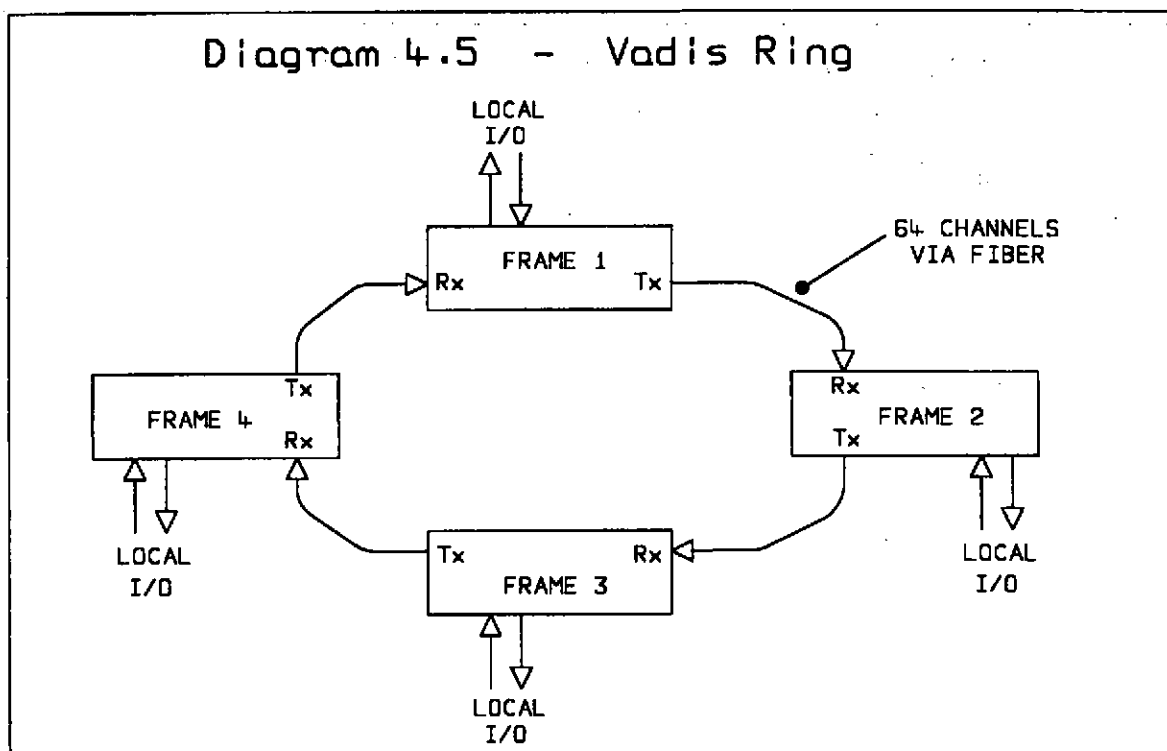 Diagram 4.5 - Vadis Ring
LOCAL
I/O
64 CHANNELS
VIA FIBER
FRAME 1
Rx
Tx
Tx
FRAME 4
Rx
Rx
FRAME 2
Tx
LOCAL
I/O
Tx
Rx
FRAME 3
LOCAL
I/O
LOCAL
I/O